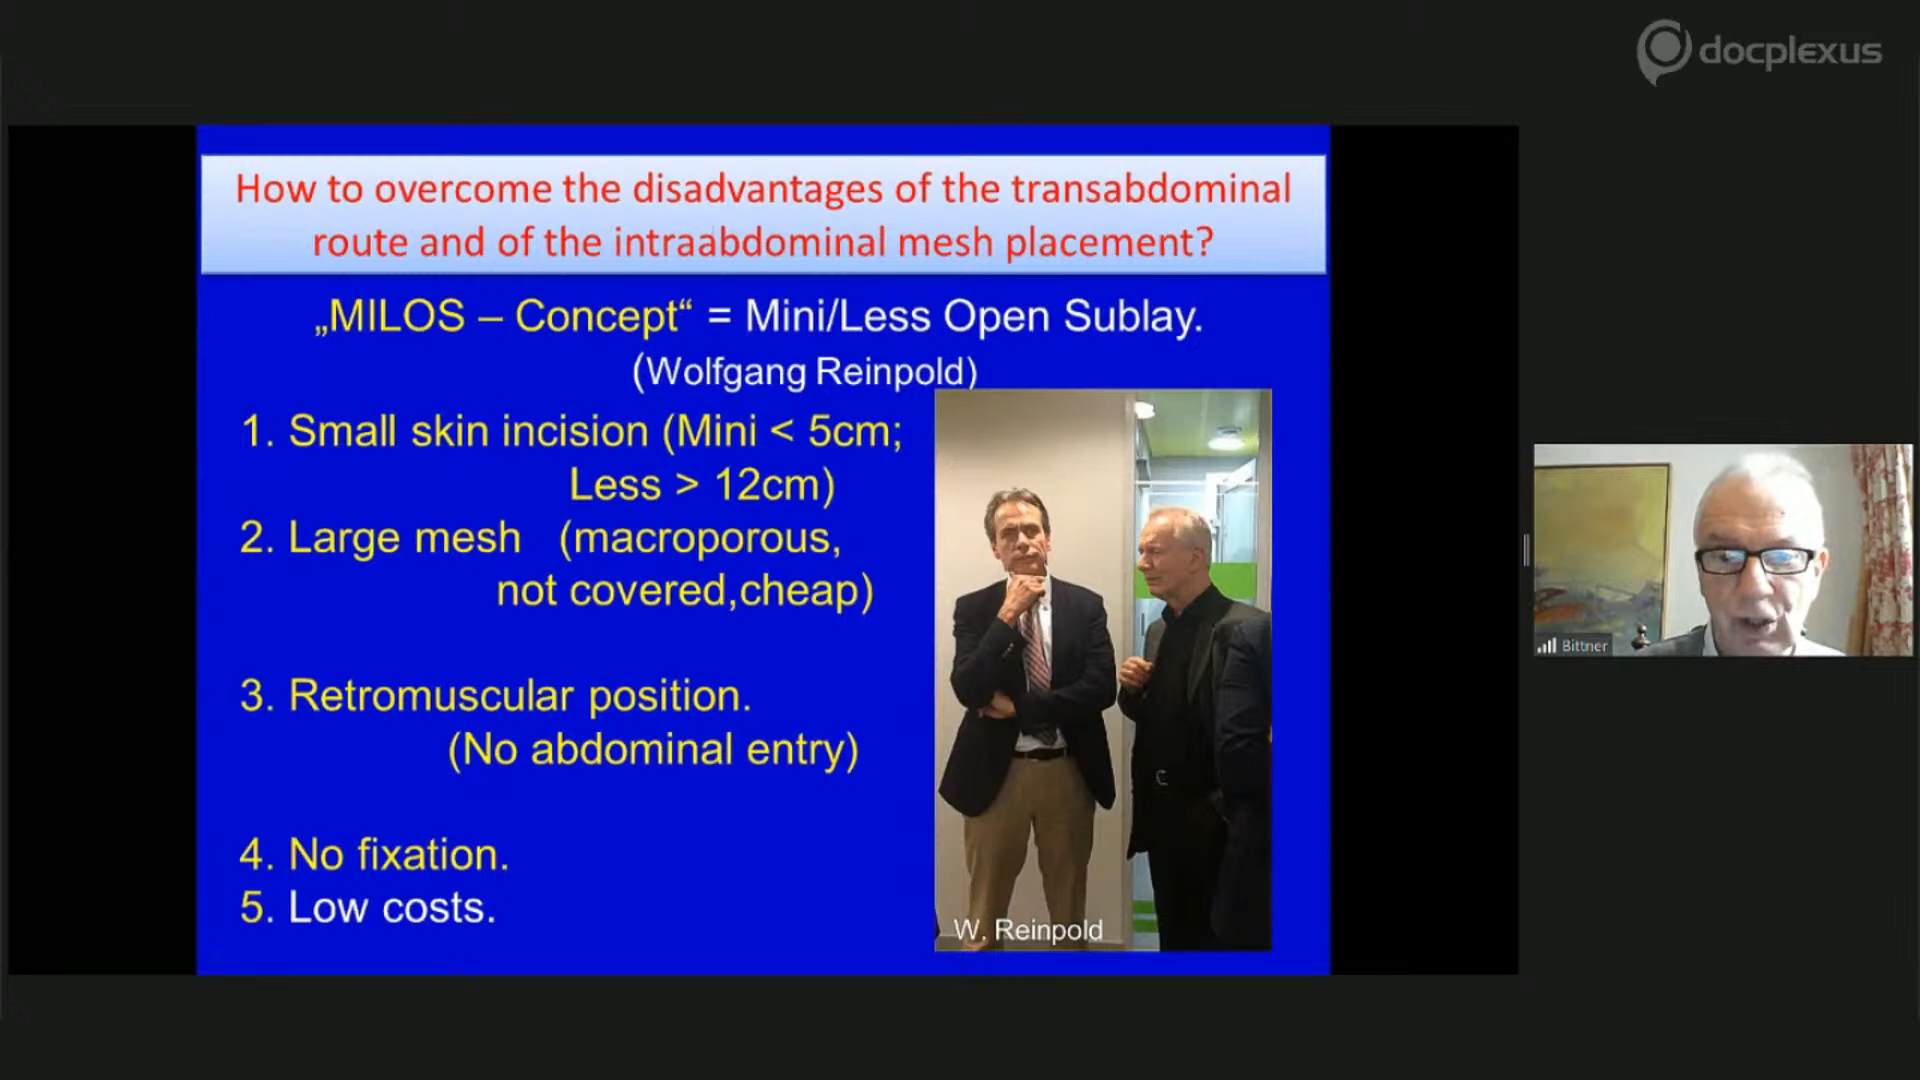 docplexus
How to overcome the disadvantages of the transabdominal
route and of the intraabdominal mesh placement?
„MILOS – Concept“ = Mini/Less Open Sublay.
(Wolfgang Reinpold)
1. Small skin incision (Mini < 5cm;
Less > 12cm)
2. Large mesh (macroporous,
not covered,cheap)
3. Retromuscular position.
(No abdominal entry)
4. No fixation.
5. Low costs.
W. Reinpold
Bittner